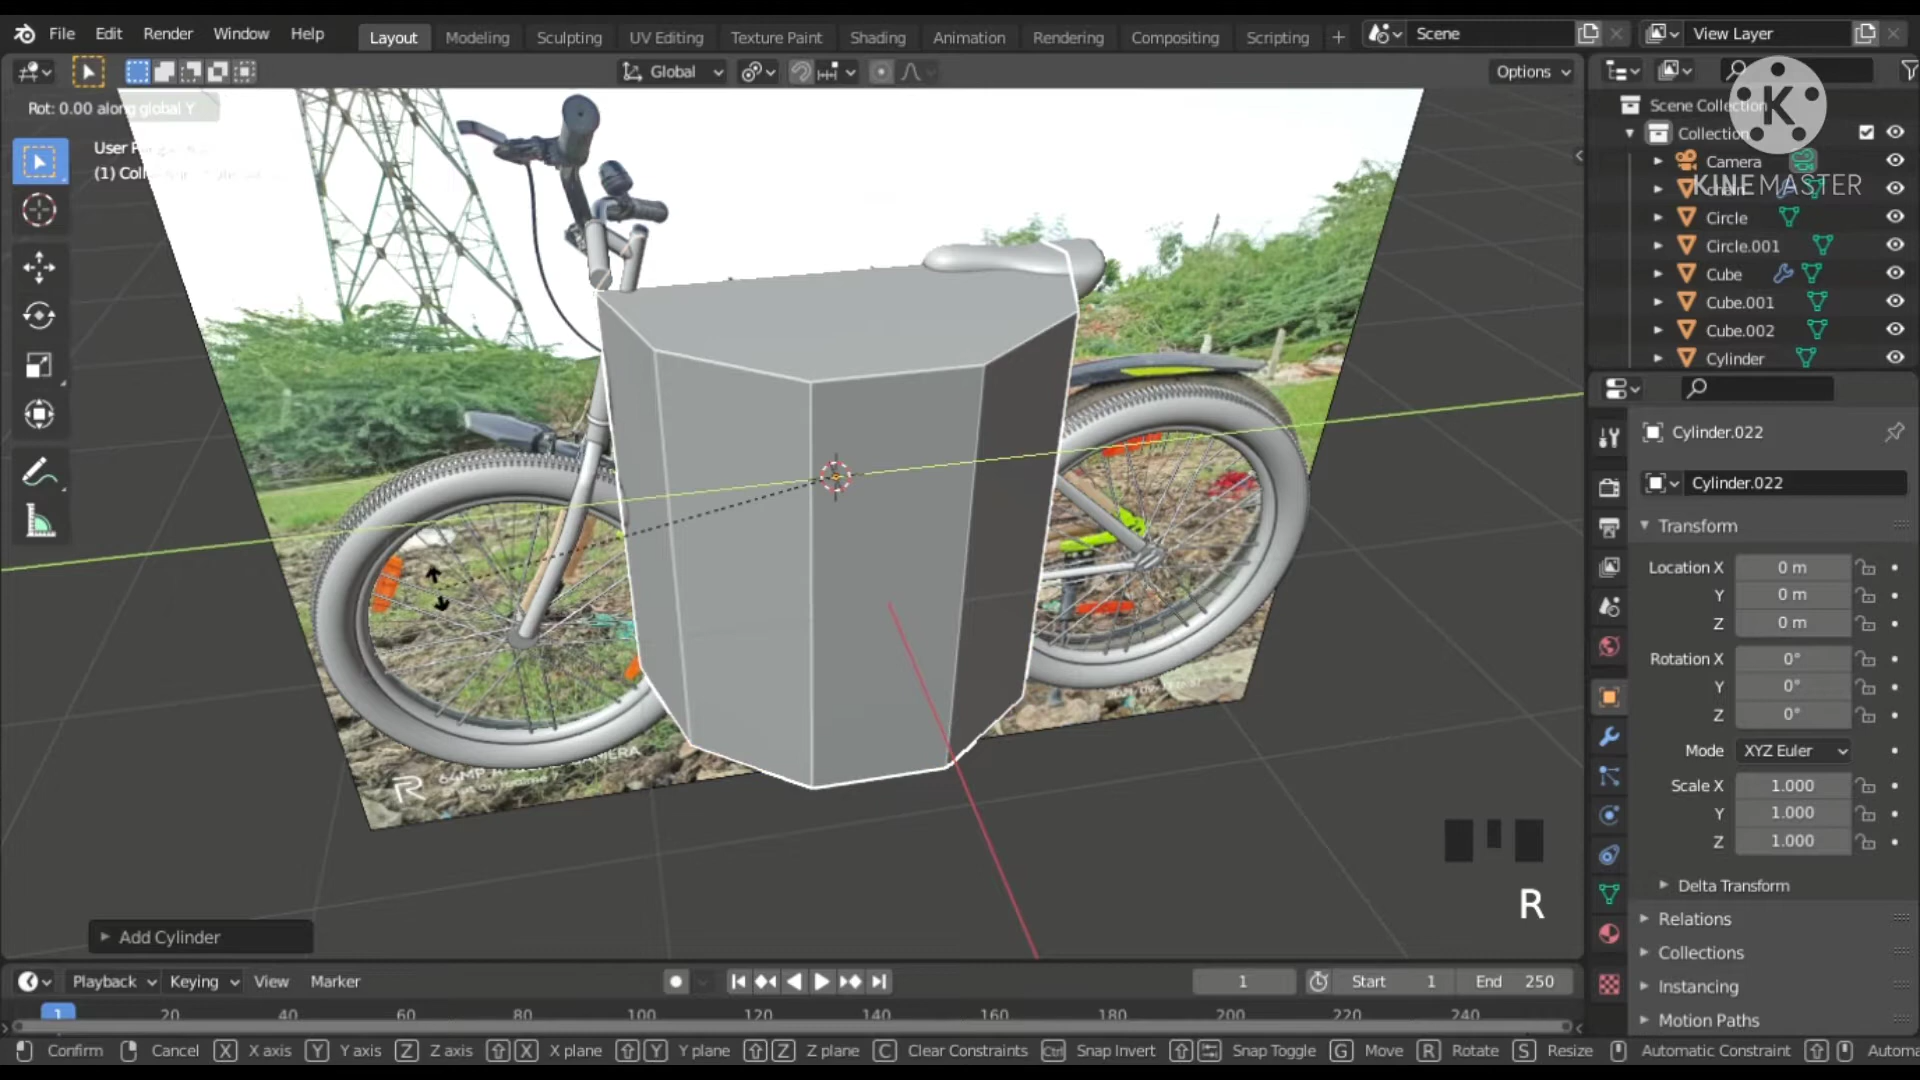 File Edit Render Window Help Layout Modeling Sculpting UV Editing Texture Paint Shading Animation Rendering Compositing Scripting + Scene View Layer
Global Options
Rot: 0.00 along global Y
User
(1) Coll
Scene Collection
Collection
Camera
KINEMASTER
K
Circle
Circle.001
Cube
Cube.001
Cube.002
Cylinder
Cylinder.022
Cylinder.022
Transform
Location X 0 m
Y 0 m
Z 0 m
Rotation X 0°
Y 0°
Z 0°
Mode XYZ Euler
Scale X 1.000
Y 1.000
Z 1.000
Delta Transform
Relations
Collections
Instancing
Motion Paths
R
R
Add Cylinder
Playback Keying View Marker 1 Start 1 End 250
1 20 40 60 80 100 120 140 160 180 200 220 240
Confirm Cancel X X axis Y Y axis Z Z axis X X plane Y Y plane Z Z plane C Clear Constraints Ctrl Snap Invert Snap Toggle G Move R Rotate S Resize Automatic Constraint Automa